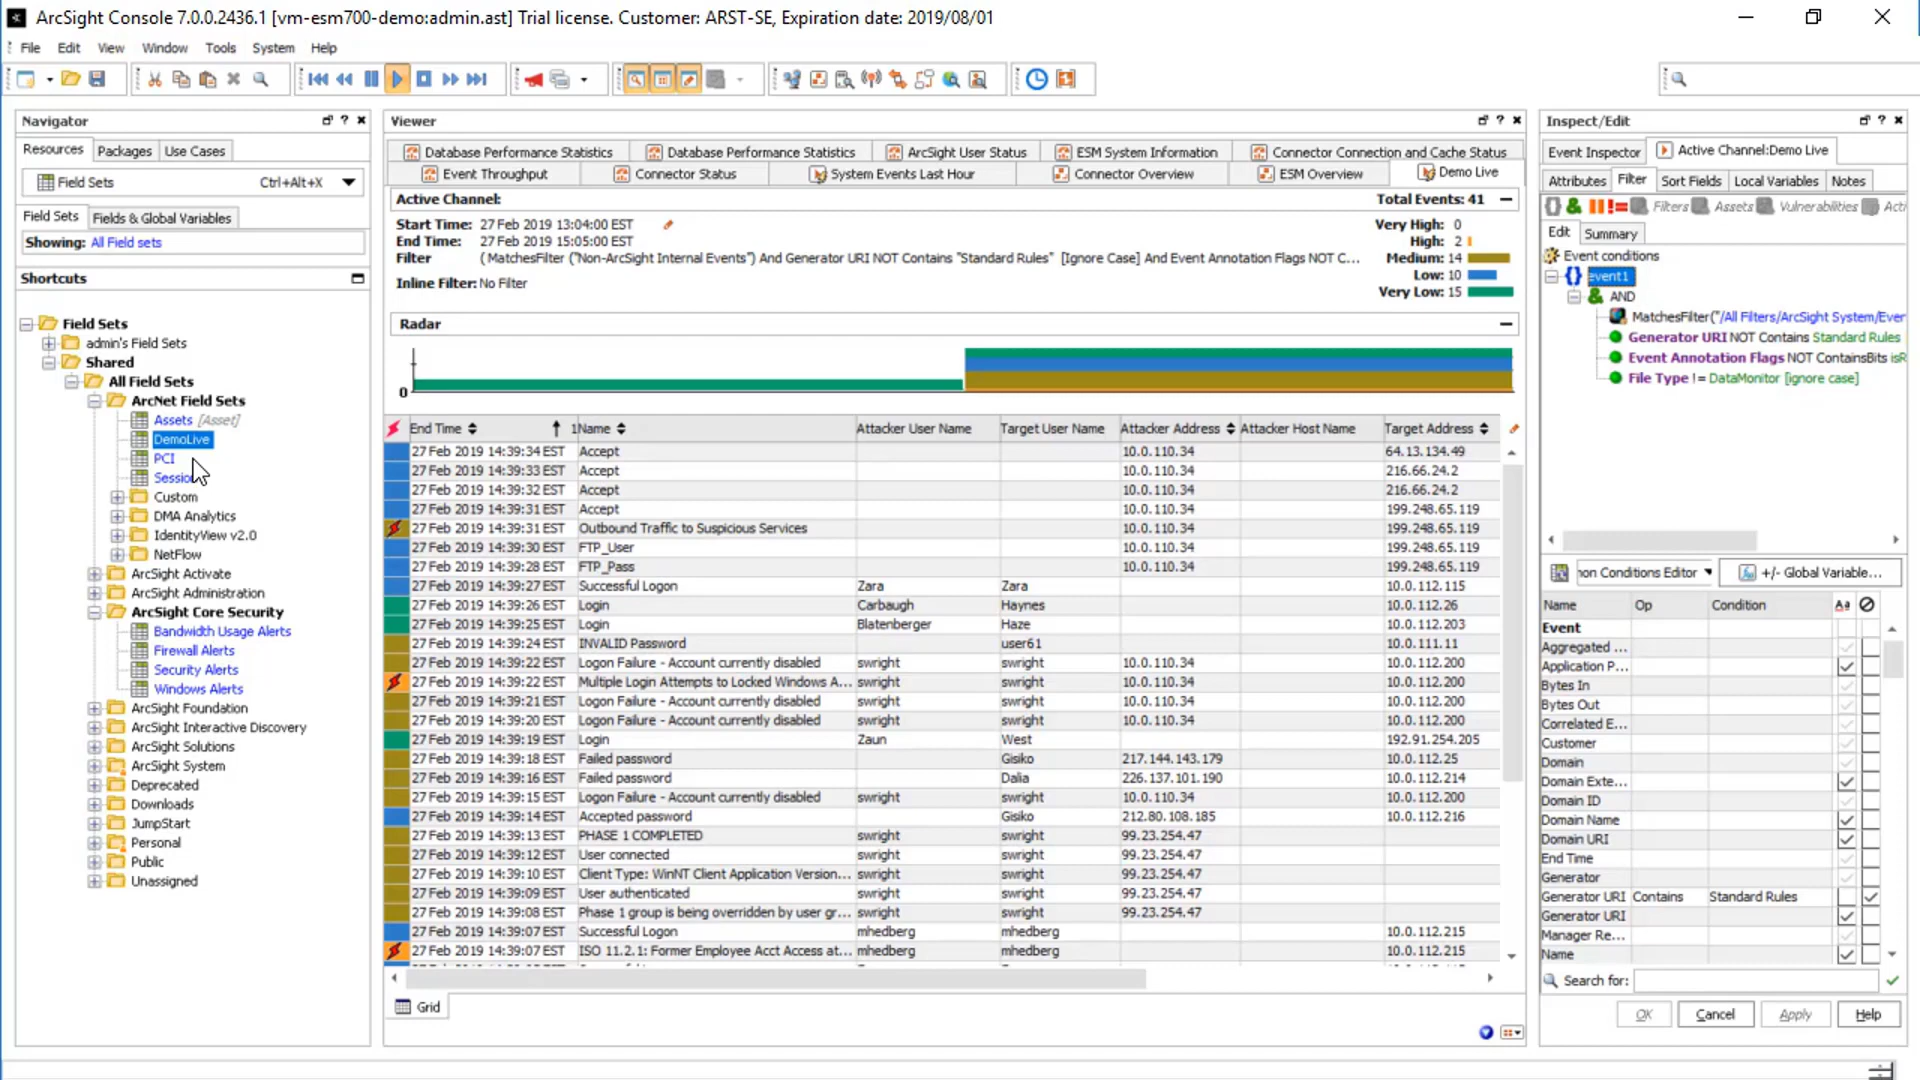 ArcSight Console 7.0.0.2436.1 [vm-esm700-demo:admin.ast] Trial license. Customer: ARST-SE, Expiration date: 2019/08/01
File Edit View Window Tools System Help
Navigator
Resources Packages Use Cases
Field Sets Ctrl+Alt+X
Field Sets Fields & Global Variables
Showing: All Field sets
Shortcuts
Field Sets
admin's Field Sets
Shared
All Field Sets
ArcNet Field Sets
Assets [Asset]
DemoLive
PCI
Session
Custom
DMA Analytics
IdentityView v2.0
NetFlow
ArcSight Activate
ArcSight Administration
ArcSight Core Security
Bandwidth Usage Alerts
Firewall Alerts
Security Alerts
Windows Alerts
ArcSight Foundation
ArcSight Interactive Discovery
ArcSight Solutions
ArcSight System
Deprecated
Downloads
JumpStart
Personal
Public
Unassigned
Viewer
Database Performance Statistics Database Performance Statistics ArcSight User Status ESM System Information Connector Connection and Cache Status
Event Throughput Connector Status System Events Last Hour Connector Overview ESM Overview Demo Live
Active Channel: Total Events: 41
Start Time: 27 Feb 2019 13:04:00 EST Very High: 0
End Time: 27 Feb 2019 15:05:00 EST High: 2
Filter ( MatchesFilter ("Non-ArcSight Internal Events") And Generator URI NOT Contains "Standard Rules" [Ignore Case] And Event Annotation Flags NOT C... Medium: 14
Low: 10
Inline Filter: No Filter Very Low: 15
Radar
0
End Time 1 Name Attacker User Name Target User Name Attacker Address Attacker Host Name Target Address
27 Feb 2019 14:39:34 EST Accept 10.0.110.34 64.13.134.49
27 Feb 2019 14:39:33 EST Accept 10.0.110.34 216.66.24.2
27 Feb 2019 14:39:32 EST Accept 10.0.110.34 216.66.24.2
27 Feb 2019 14:39:31 EST Accept 10.0.110.34 199.248.65.119
27 Feb 2019 14:39:31 EST Outbound Traffic to Suspicious Services 10.0.110.34 199.248.65.119
27 Feb 2019 14:39:30 EST FTP_User 10.0.110.34 199.248.65.119
27 Feb 2019 14:39:28 EST FTP_Pass 10.0.110.34 199.248.65.119
27 Feb 2019 14:39:27 EST Successful Logon Zara Zara 10.0.112.115
27 Feb 2019 14:39:26 EST Login Carbaugh Haynes 10.0.112.26
27 Feb 2019 14:39:25 EST Login Blatenberger Haze 10.0.112.203
27 Feb 2019 14:39:24 EST INVALID Password user61 10.0.111.11
27 Feb 2019 14:39:22 EST Logon Failure - Account currently disabled swright swright 10.0.110.34 10.0.112.200
27 Feb 2019 14:39:22 EST Multiple Login Attempts to Locked Windows A... swright swright 10.0.110.34 10.0.112.200
27 Feb 2019 14:39:21 EST Logon Failure - Account currently disabled swright swright 10.0.110.34 10.0.112.200
27 Feb 2019 14:39:20 EST Logon Failure - Account currently disabled swright swright 10.0.110.34 10.0.112.200
27 Feb 2019 14:39:19 EST Login Zaun West 192.91.254.205
27 Feb 2019 14:39:18 EST Failed password Gisiko 217.144.143.179 10.0.112.25
27 Feb 2019 14:39:16 EST Failed password Dalia 226.137.101.190 10.0.112.214
27 Feb 2019 14:39:15 EST Logon Failure - Account currently disabled swright swright 10.0.110.34 10.0.112.200
27 Feb 2019 14:39:14 EST Accepted password Gisiko 212.80.108.185 10.0.112.216
27 Feb 2019 14:39:13 EST PHASE 1 COMPLETED swright swright 99.23.254.47
27 Feb 2019 14:39:12 EST User connected swright swright 99.23.254.47
27 Feb 2019 14:39:10 EST Client Type: WinNT Client Application Version... swright swright 99.23.254.47
27 Feb 2019 14:39:09 EST User authenticated swright swright 99.23.254.47
27 Feb 2019 14:39:08 EST Phase 1 group is being overridden by user gr... swright swright 99.23.254.47
27 Feb 2019 14:39:07 EST Successful Logon mhedberg mhedberg 10.0.112.215
27 Feb 2019 14:39:07 EST ISO 11.2.1: Former Employee Acct Access at... mhedberg mhedberg 10.0.112.215
Grid
Inspect/Edit
Event Inspector Active Channel:Demo Live
Attributes Filter Sort Fields Local Variables Notes
Filters Assets Vulnerabilities Acti
Edit Summary
Event conditions
event1
AND
MatchesFilter("/All Filters/ArcSight System/Ever
Generator URI NOT Contains Standard Rules
Event Annotation Flags NOT ContainsBits isR
File Type != DataMonitor [ignore case]
non Conditions Editor +/- Global Variable...
Name Op Condition Aa
Event
Aggregated ...
Application P...
Bytes In
Bytes Out
Correlated E...
Customer
Domain
Domain Exte...
Domain ID
Domain Name
Domain URI
End Time
Generator
Generator URI Contains Standard Rules
Generator URI
Manager Re...
Name
Search for:
OK Cancel Apply Help